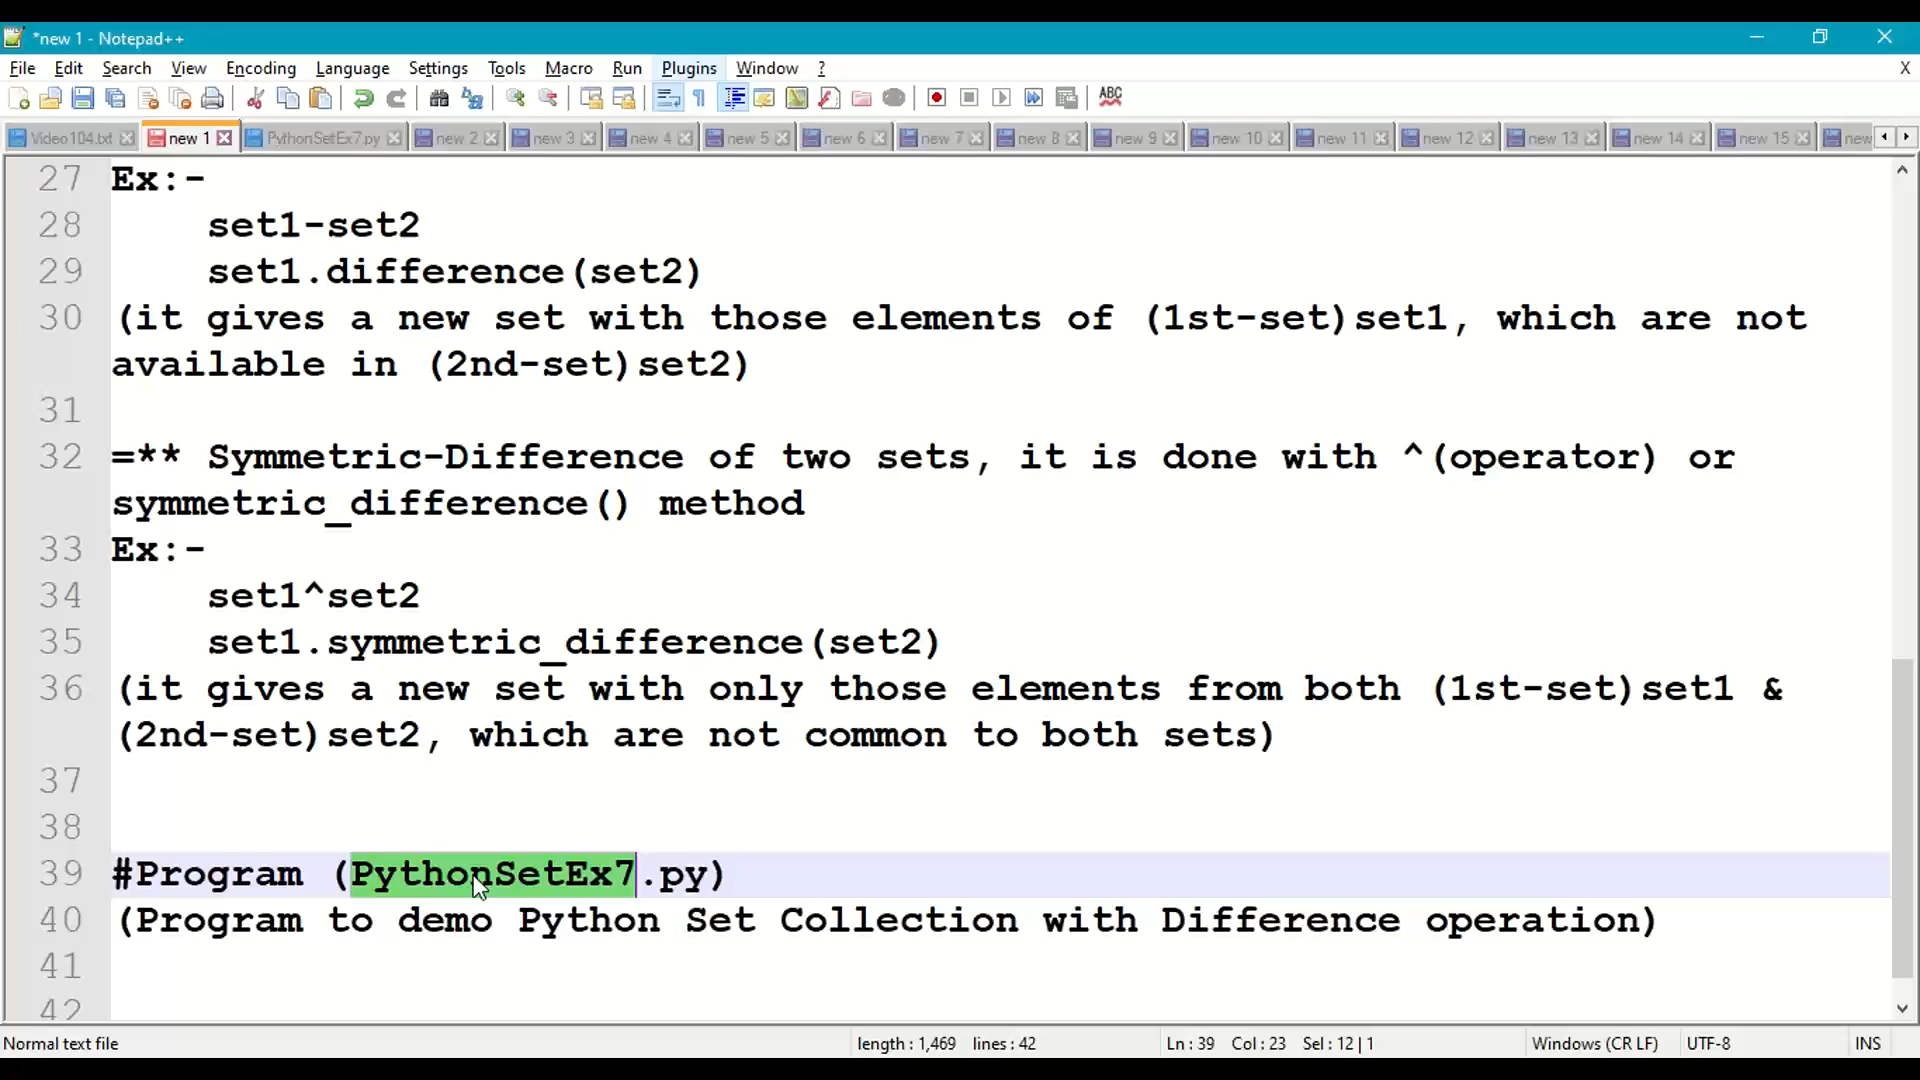 *new 1 - Notepad++
File Edit Search View Encoding Language Settings Tools Macro Run Plugins Window ? X
ABC
Video104.txt new 1 PythonSetEx7.py new 2 new 3 new 4 new 5 new 6 new 7 new 8 new 9 new 10 new 11 new 12 new 13 new 14 new 15 new
27 Ex:-
28 set1-set2
29 set1.difference(set2)
30 (it gives a new set with those elements of (1st-set)set1, which are not
available in (2nd-set)set2)
31
32 =** Symmetric-Difference of two sets, it is done with ^(operator) or
symmetric_difference() method
33 Ex:-
34 set1^set2
35 set1.symmetric_difference(set2)
36 (it gives a new set with only those elements from both (1st-set)set1 &
(2nd-set)set2, which are not common to both sets)
37
38
39 #Program (PythonSetEx7.py)
40 (Program to demo Python Set Collection with Difference operation)
41
42
Normal text file length : 1,469 lines : 42 Ln : 39 Col : 23 Sel : 12 | 1 Windows (CR LF) UTF-8 INS